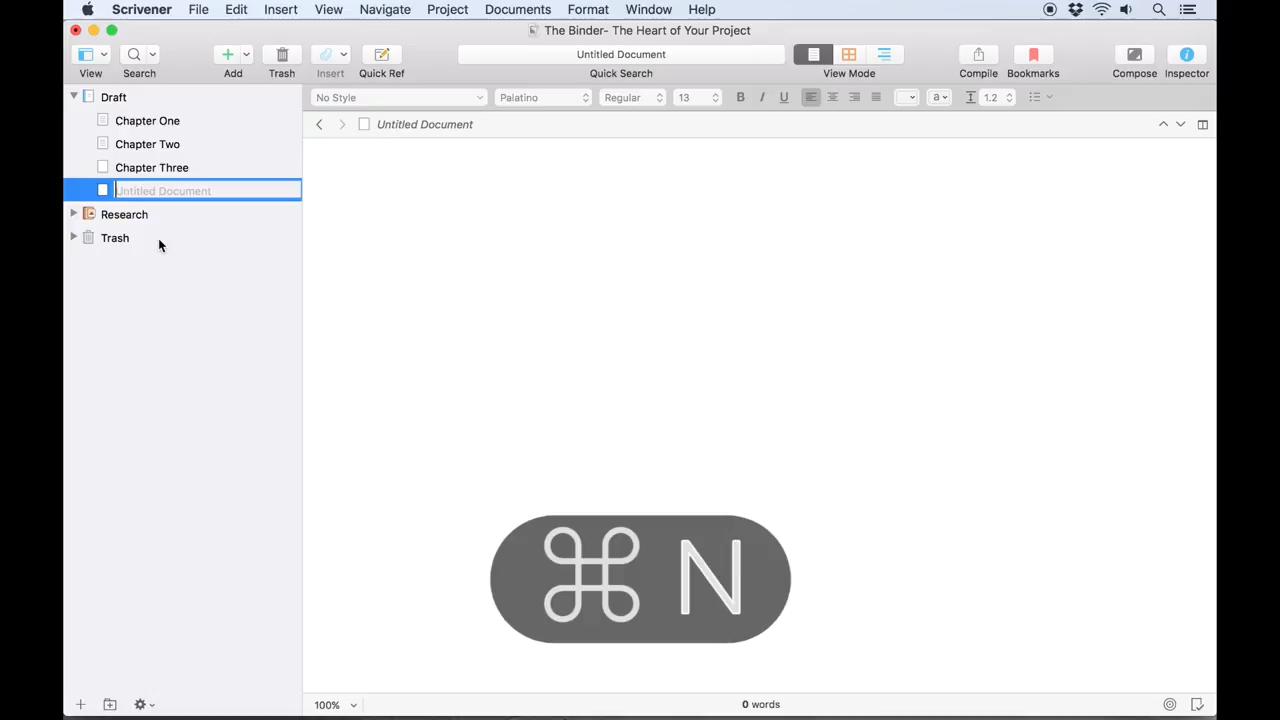 Scrivener File Edit Insert View Navigate Project Documents Format Window Help
The Binder- The Heart of Your Project
Untitled Document
View Search Add Trash Insert Quick Ref Quick Search View Mode Compile Bookmarks Compose Inspector
Draft
Chapter One
Chapter Two
Chapter Three
Untitled Document
Research
Trash
No Style Palatino Regular 13 B I U a 1.2
Untitled Document
⌘ N
100% 0 words